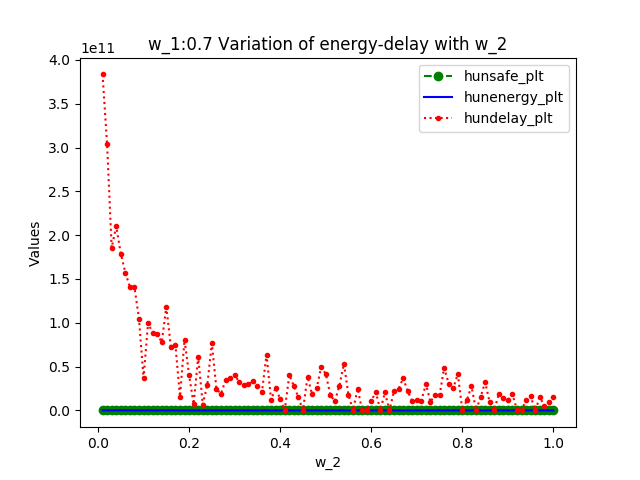 w_1:0.7 Variation of energy-delay with w_2
1e11
4.0
3.5
3.0
2.5
2.0
1.5
1.0
0.5
0.0
Values
hunsafe_plt
hunenergy_plt
hundelay_plt
0.0 0.2 0.4 0.6 0.8 1.0
w_2